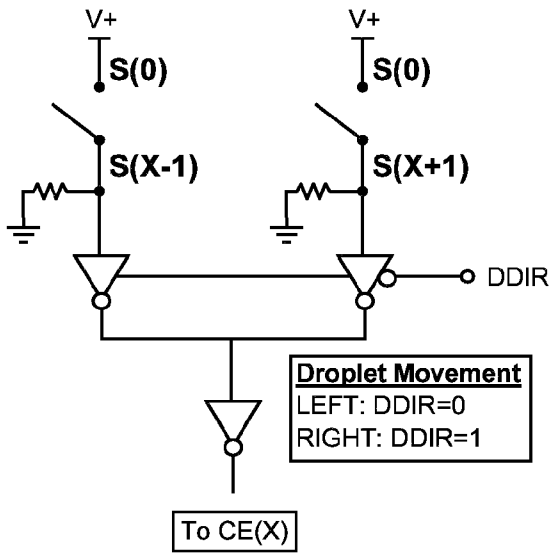 V+
V+
S(0)
S(0)
S(X-1)
S(X+1)
DDIR
Droplet Movement
LEFT: DDIR=0
RIGHT: DDIR=1
To CE(X)